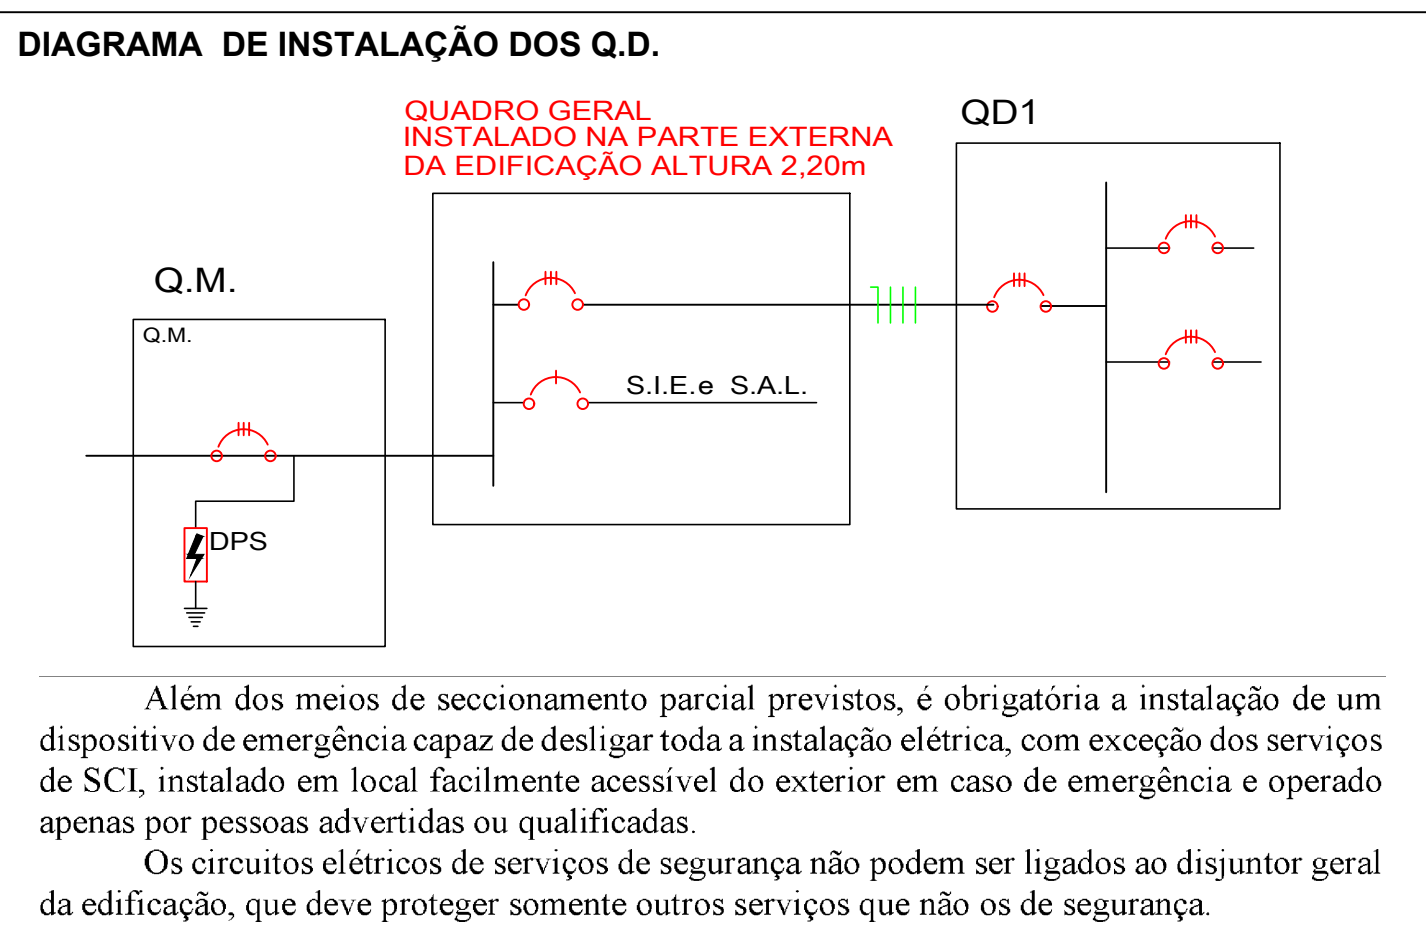 DIAGRAMA DE INSTALAÇÃO DOS Q.D.
QUADRO GERAL
INSTALADO NA PARTE EXTERNA
DA EDIFICAÇÃO ALTURA 2,20m
QD1
Q.M.
Q.M.
S.I.E.e S.A.L.
DPS
Além dos meios de seccionamento parcial previstos, é obrigatória a instalação de um
dispositivo de emergência capaz de desligar toda a instalação elétrica, com exceção dos serviços
de SCI, instalado em local facilmente acessível do exterior em caso de emergência e operado
apenas por pessoas advertidas ou qualificadas.
Os circuitos elétricos de serviços de segurança não podem ser ligados ao disjuntor geral
da edificação, que deve proteger somente outros serviços que não os de segurança.